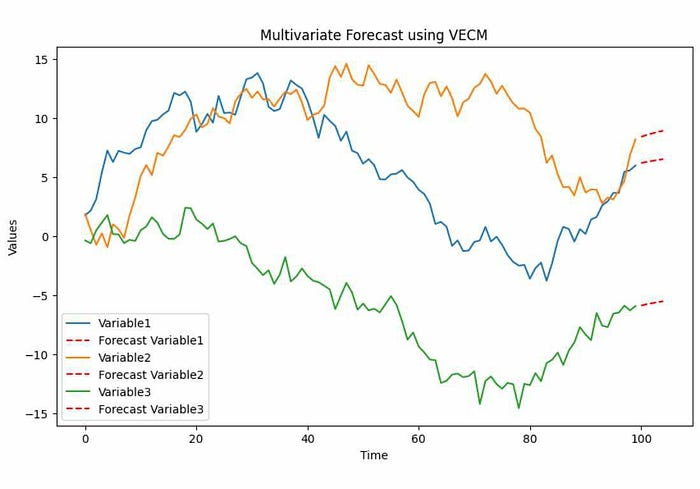 Multivariate Forecast using VECM
15
10
5
0
−5
−10
−15
Values
Variable1
Forecast Variable1
Variable2
Forecast Variable2
Variable3
Forecast Variable3
0 20 40 60 80 100
Time